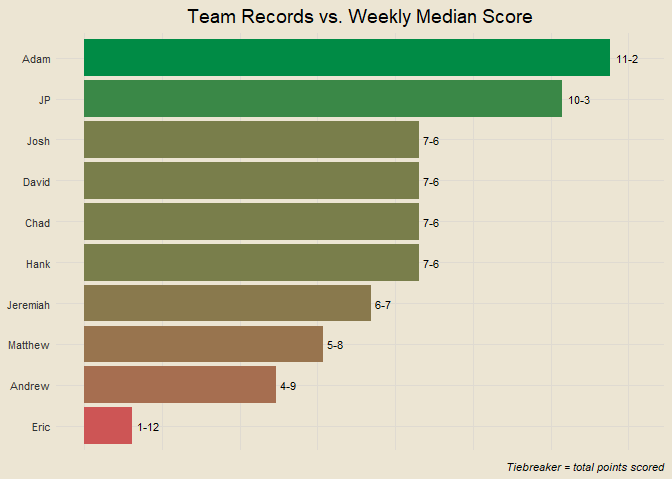 Team Records vs. Weekly Median Score
Adam 11-2
JP 10-3
Josh 7-6
David 7-6
Chad 7-6
Hank 7-6
Jeremiah 6-7
Matthew 5-8
Andrew 4-9
Eric 1-12
Tiebreaker = total points scored